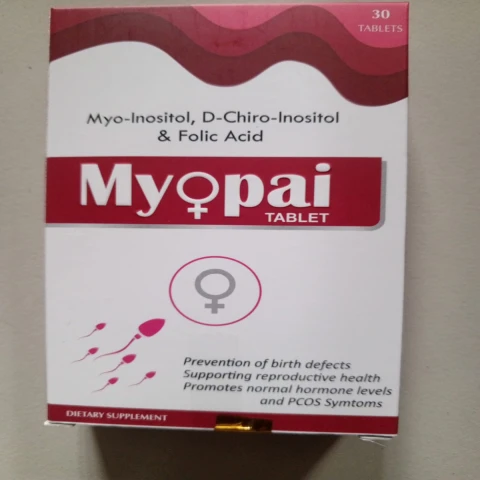 30
TABLETS
Myo-Inositol, D-Chiro-Inositol
& Folic Acid
Myopai
TABLET
Prevention of birth defects
Supporting reproductive health
Promotes normal hormone levels
and PCOS Symtoms
DIETARY SUPPLEMENT